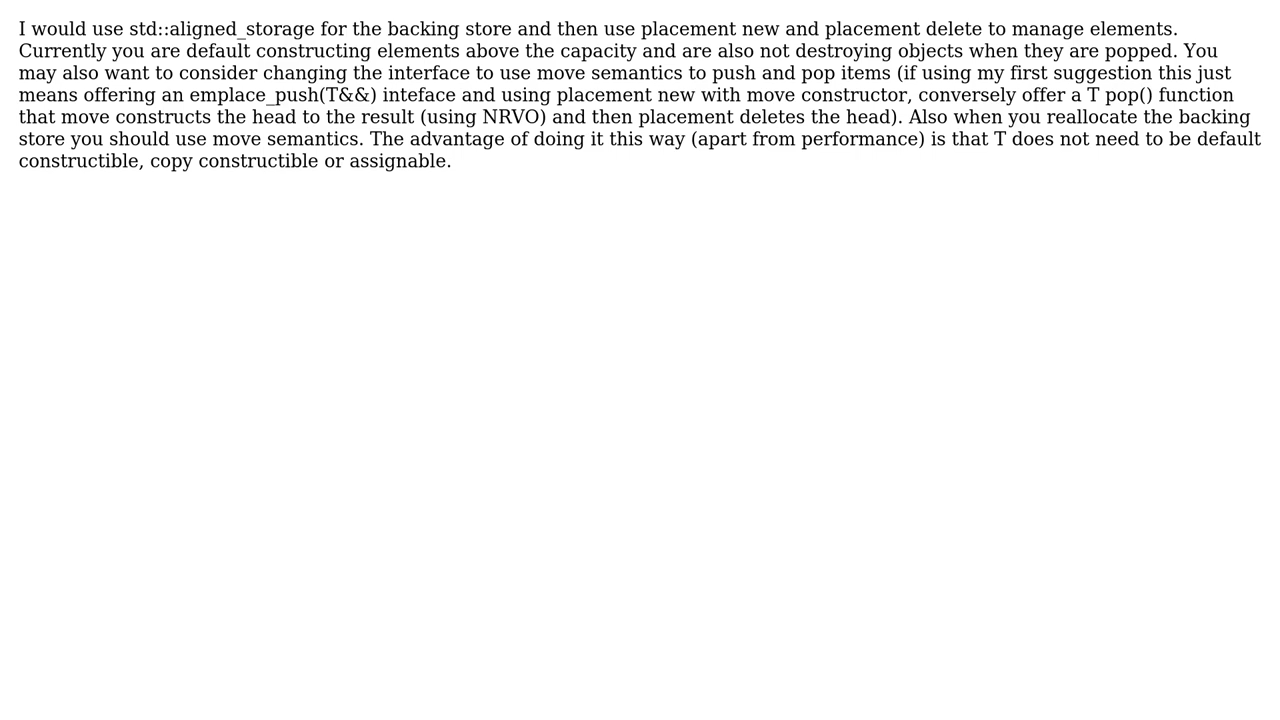 I would use std::aligned_storage for the backing store and then use placement new and placement delete to manage elements.
Currently you are default constructing elements above the capacity and are also not destroying objects when they are popped. You
may also want to consider changing the interface to use move semantics to push and pop items (if using my first suggestion this just
means offering an emplace_push(T&&) inteface and using placement new with move constructor, conversely offer a T pop() function
that move constructs the head to the result (using NRVO) and then placement deletes the head). Also when you reallocate the backing
store you should use move semantics. The advantage of doing it this way (apart from performance) is that T does not need to be default
constructible, copy constructible or assignable.